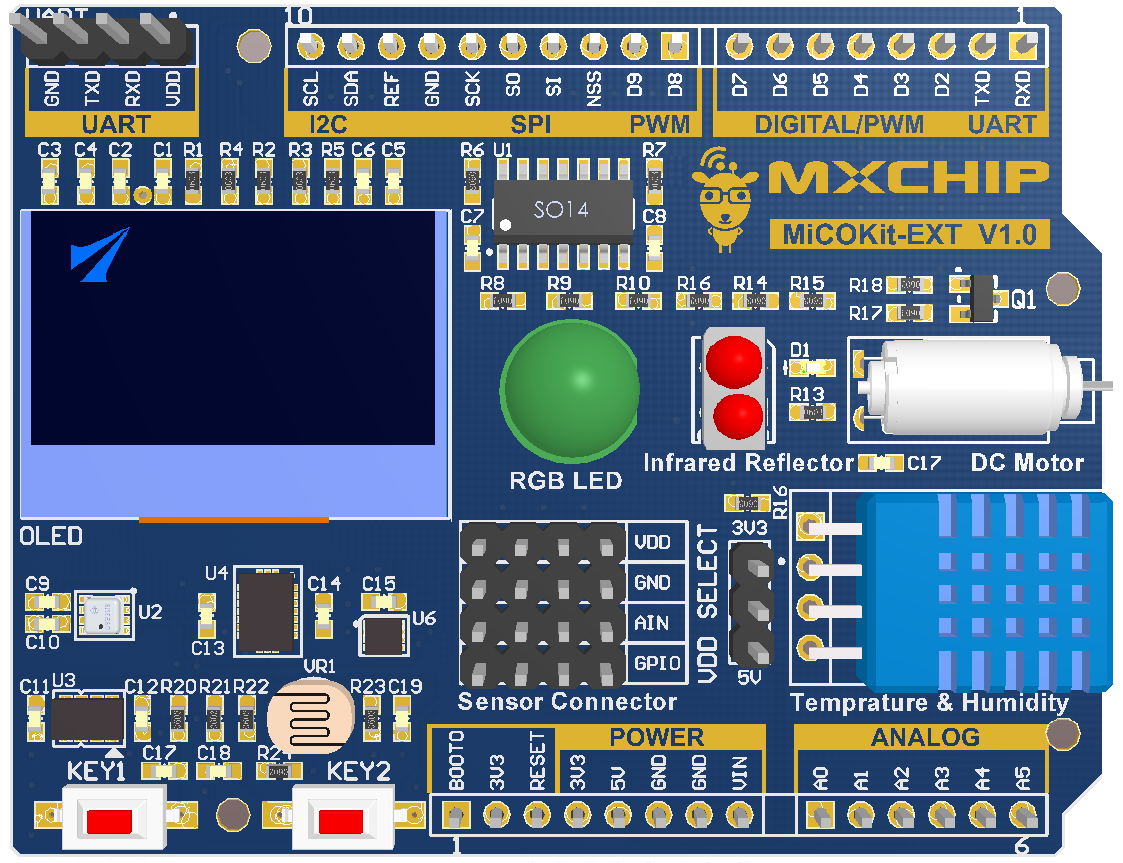 UART
10
1
GND TXD RXD VDD
SCL SDA REF GND SCK SO SI NSS D9 D8
D7 D6 D5 D4 D3 D2 TXD RXD
UART
I2C SPI PWM
DIGITAL/PWM UART
C3 C4 C2 C1 R1 R4 R2 R3 R5 C6 C5
R6 U1 R7
MXCHIP
SO14
C7 C8
MiCOKit-EXT V1.0
R8 R9 R10 R16 R14 R15
R18
R17
Q1
D1
R13
Infrared Reflector
C17
DC Motor
RGB LED
OLED
R16
3V3
VDD SELECT
5V
VDD
GND
AIN
GPIO
Sensor Connector
Temprature & Humidity
C9
C10
U2
U4
C13
C14
C15
U6
VR1
C11 U3 C12 R20 R21 R22 R23 C19
C17 C18
KEY1 KEY2
POWER
ANALOG
BOOT0 3V3 RESET 3V3 5V GND GND VIN
A0 A1 A2 A3 A4 A5
1
6